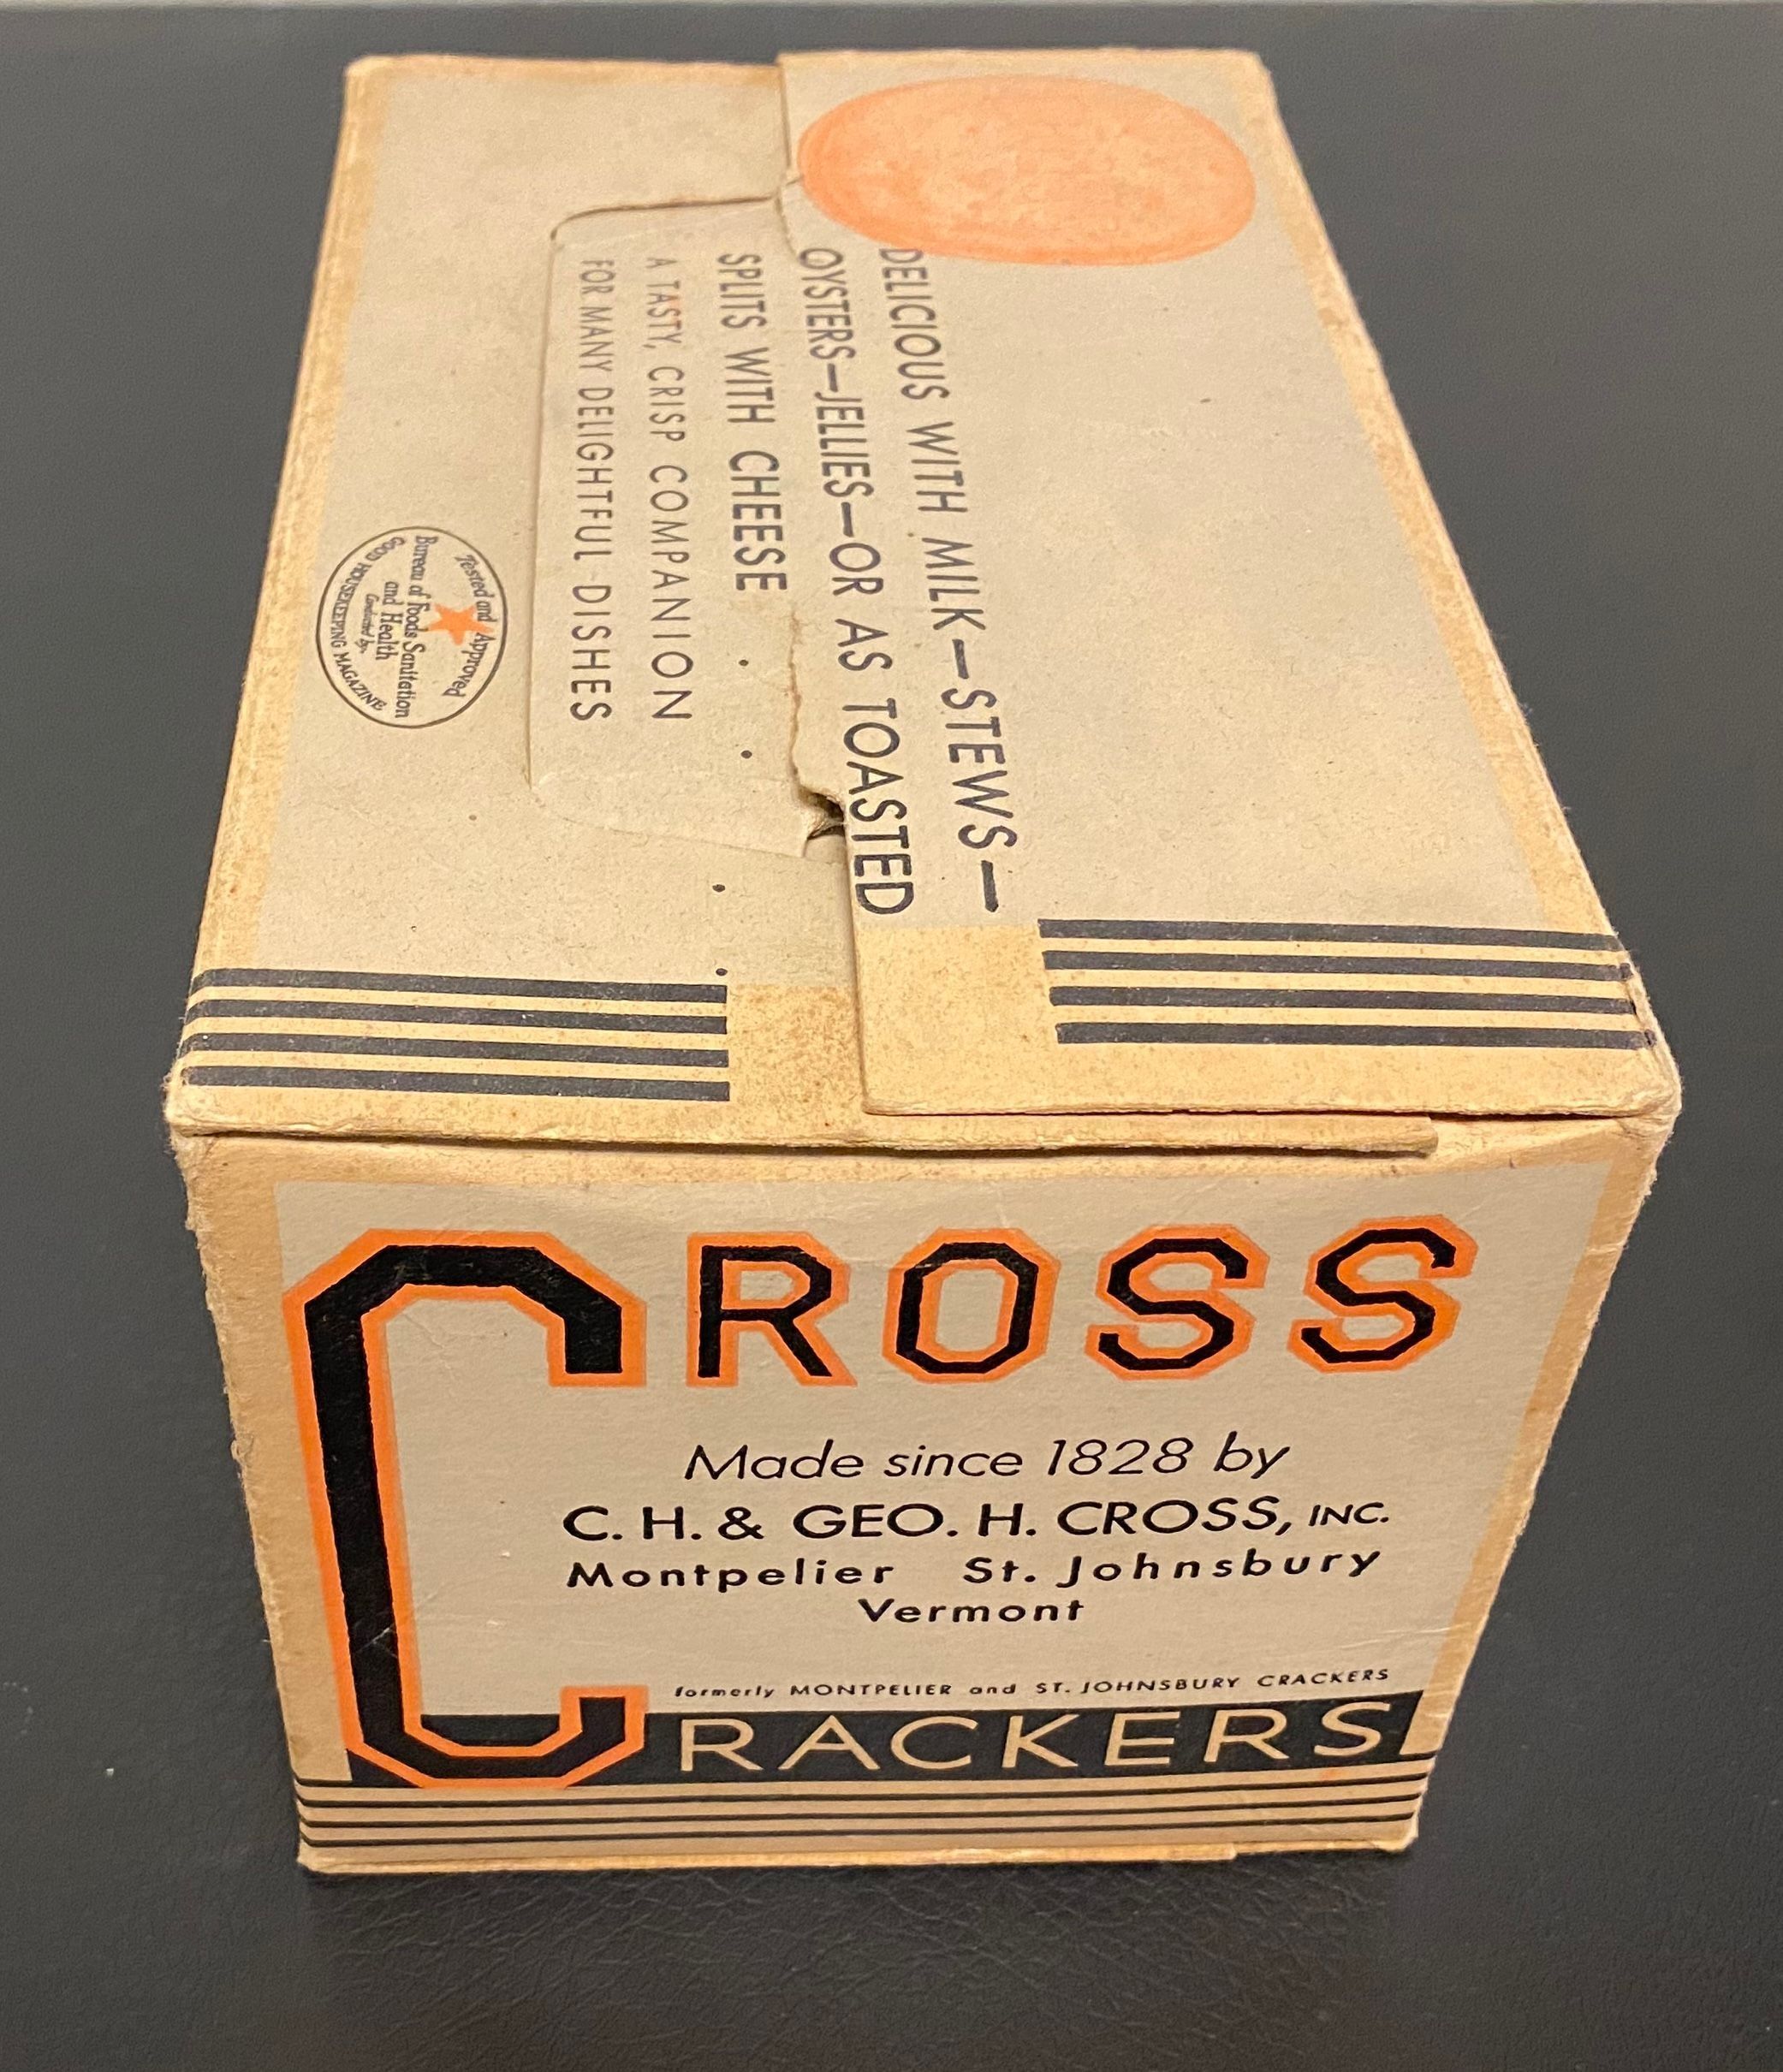 DELICIOUS WITH MILK—STEWS—
OYSTERS—JELLIES—OR AS TOASTED
SPLITS WITH CHEESE
A TASTY, CRISP COMPANION
FOR MANY DELIGHTFUL DISHES
Tested and Approved
Bureau of Foods Sanitation
and Health
Conducted by
GOOD HOUSEKEEPING MAGAZINE
CROSS
Made since 1828 by
C. H. & GEO. H. CROSS, INC.
Montpelier St. Johnsbury
Vermont
formerly MONTPELIER and ST. JOHNSBURY CRACKERS
CRACKERS